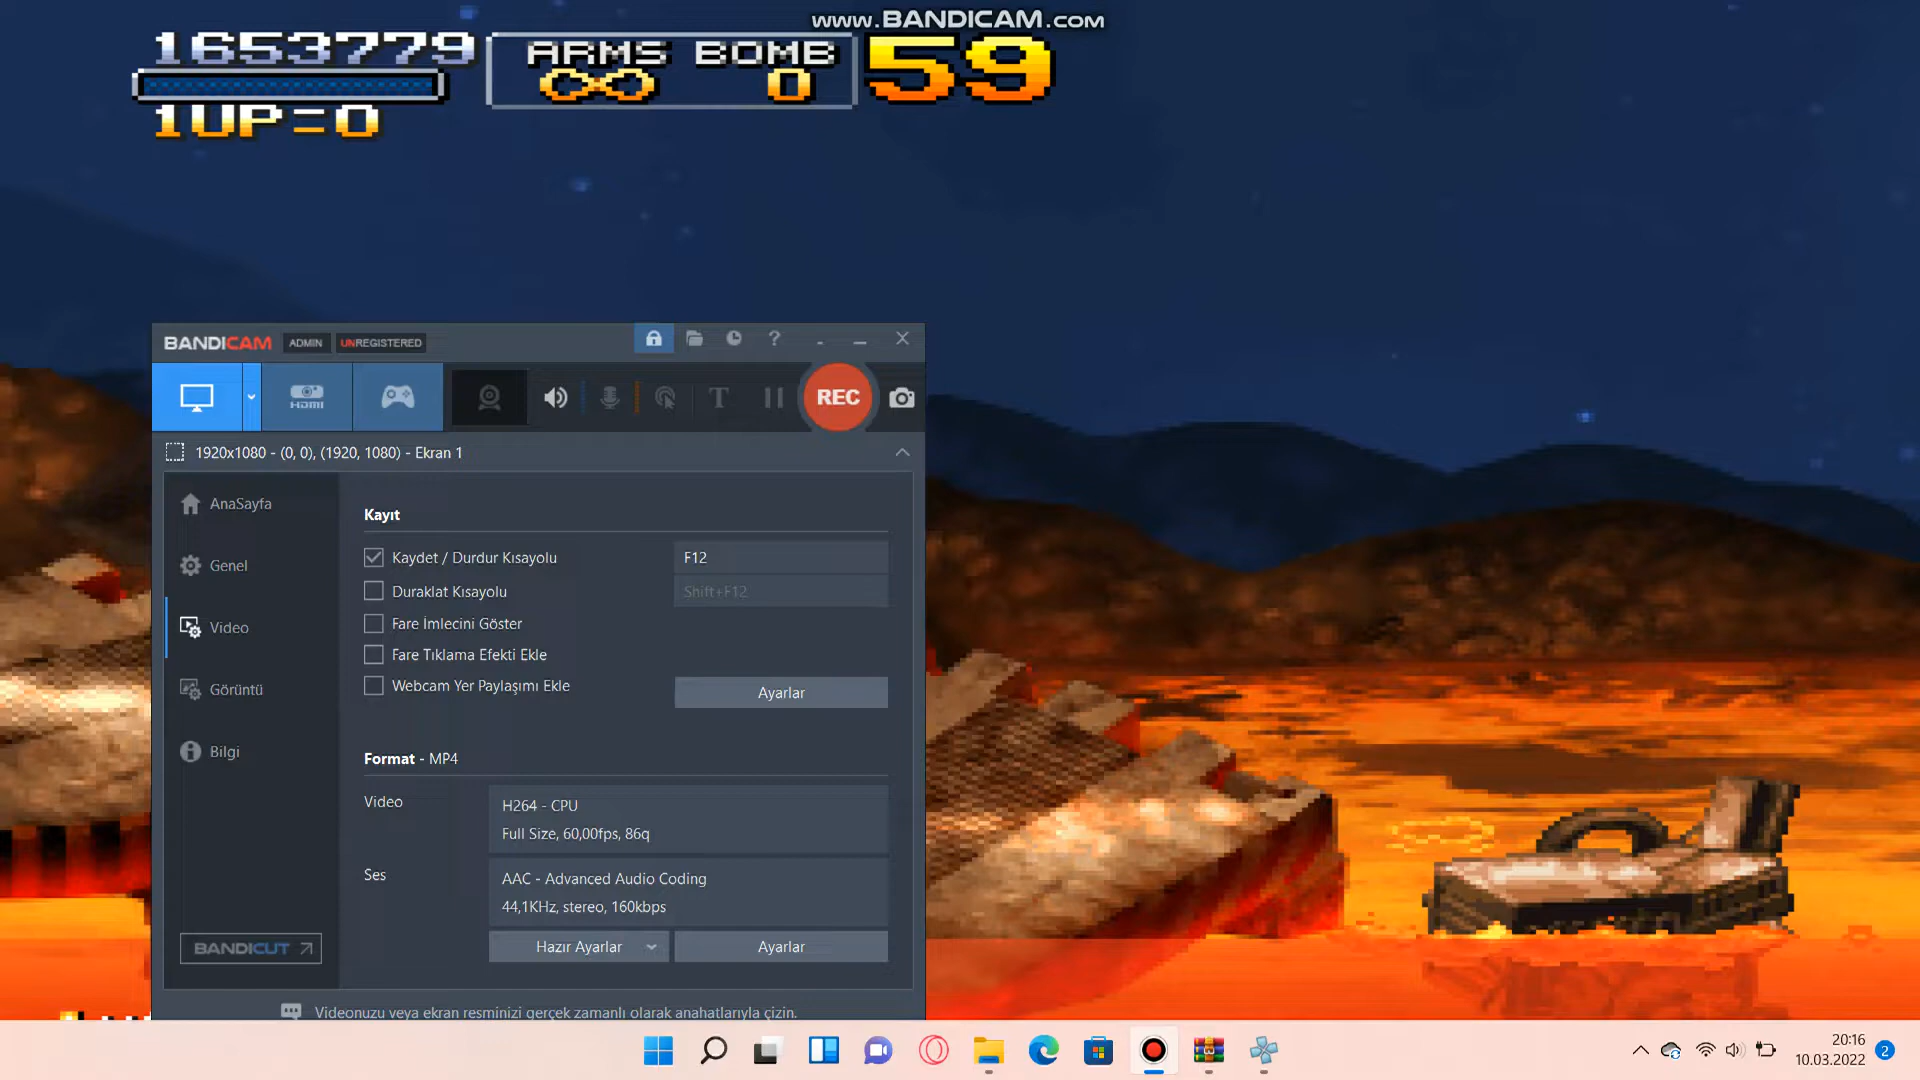 www.BANDICAM.com
1653779
ARMS BOMB
∞ 0
59
1UP=0
BANDICAM ADMIN UNREGISTERED
HDMI
T
REC
1920x1080 - (0, 0), (1920, 1080) - Ekran 1
AnaSayfa
Genel
Video
Görüntü
Bilgi
BANDICUT
Kayıt
Kaydet / Durdur Kısayolu
F12
Duraklat Kısayolu
Shift+F12
Fare İmlecini Göster
Fare Tıklama Efekti Ekle
Webcam Yer Paylaşımı Ekle
Ayarlar
Format - MP4
Video
H264 - CPU
Full Size, 60,00fps, 86q
Ses
AAC - Advanced Audio Coding
44,1KHz, stereo, 160kbps
Hazır Ayarlar
Ayarlar
Videonuzu veya ekran resminizi gerçek zamanlı olarak anahatlarıyla çizin.
20:16
10.03.2022
2